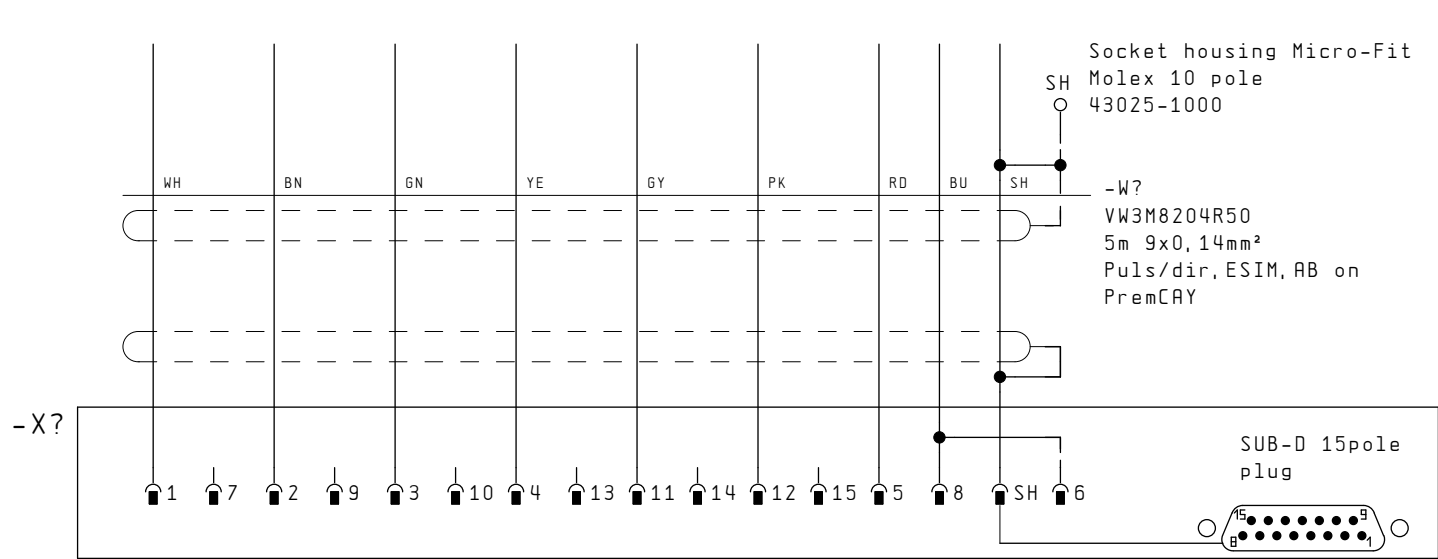 Socket housing Micro-Fit
SH Molex 10 pole
43025-1000
WH BN GN YE GY PK RD BU SH
-W?
VW3M8204R50
5m 9x0,14mm²
Puls/dir,ESIM,AB on
PremCAY
-X?
SUB-D 15pole
plug
1 7 2 9 3 10 4 13 11 14 12 15 5 8 SH 6
15 9
8 1